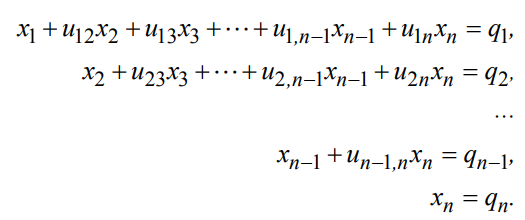 x₁ + u₁₂x₂ + u₁₃x₃ + ⋯ + u₁,ₙ₋₁xₙ₋₁ + u₁ₙxₙ = q₁,
x₂ + u₂₃x₃ + ⋯ + u₂,ₙ₋₁xₙ₋₁ + u₂ₙxₙ = q₂,
...
xₙ₋₁ + uₙ₋₁,ₙxₙ = qₙ₋₁,
xₙ = qₙ.